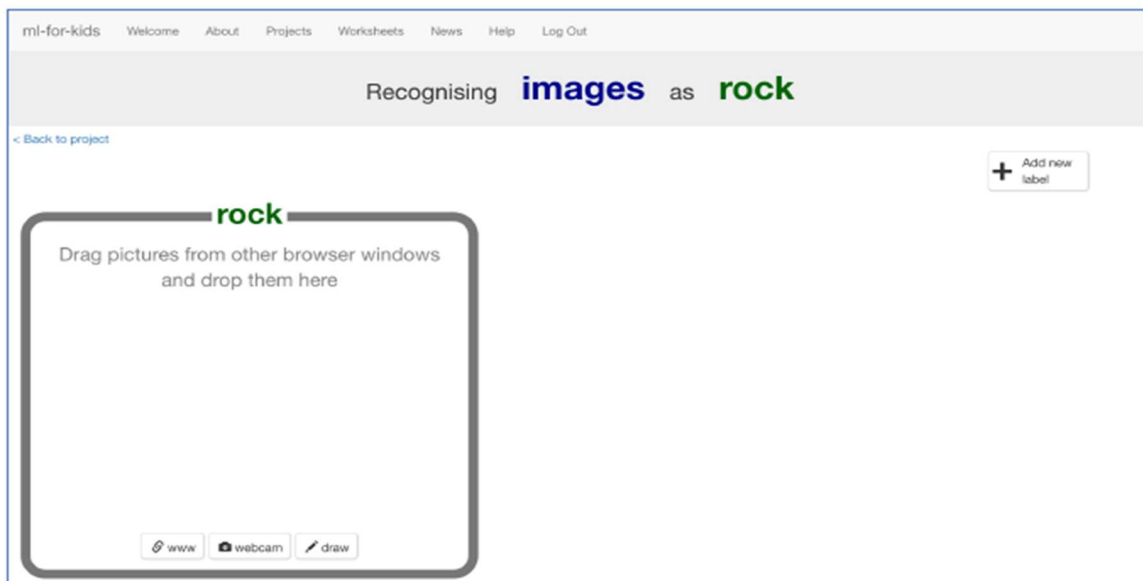 ml-for-kids Welcome About Projects Worksheets News Help Log Out
Recognising images as rock
< Back to project
Add new
label
rock
Drag pictures from other browser windows
and drop them here
www webcam draw